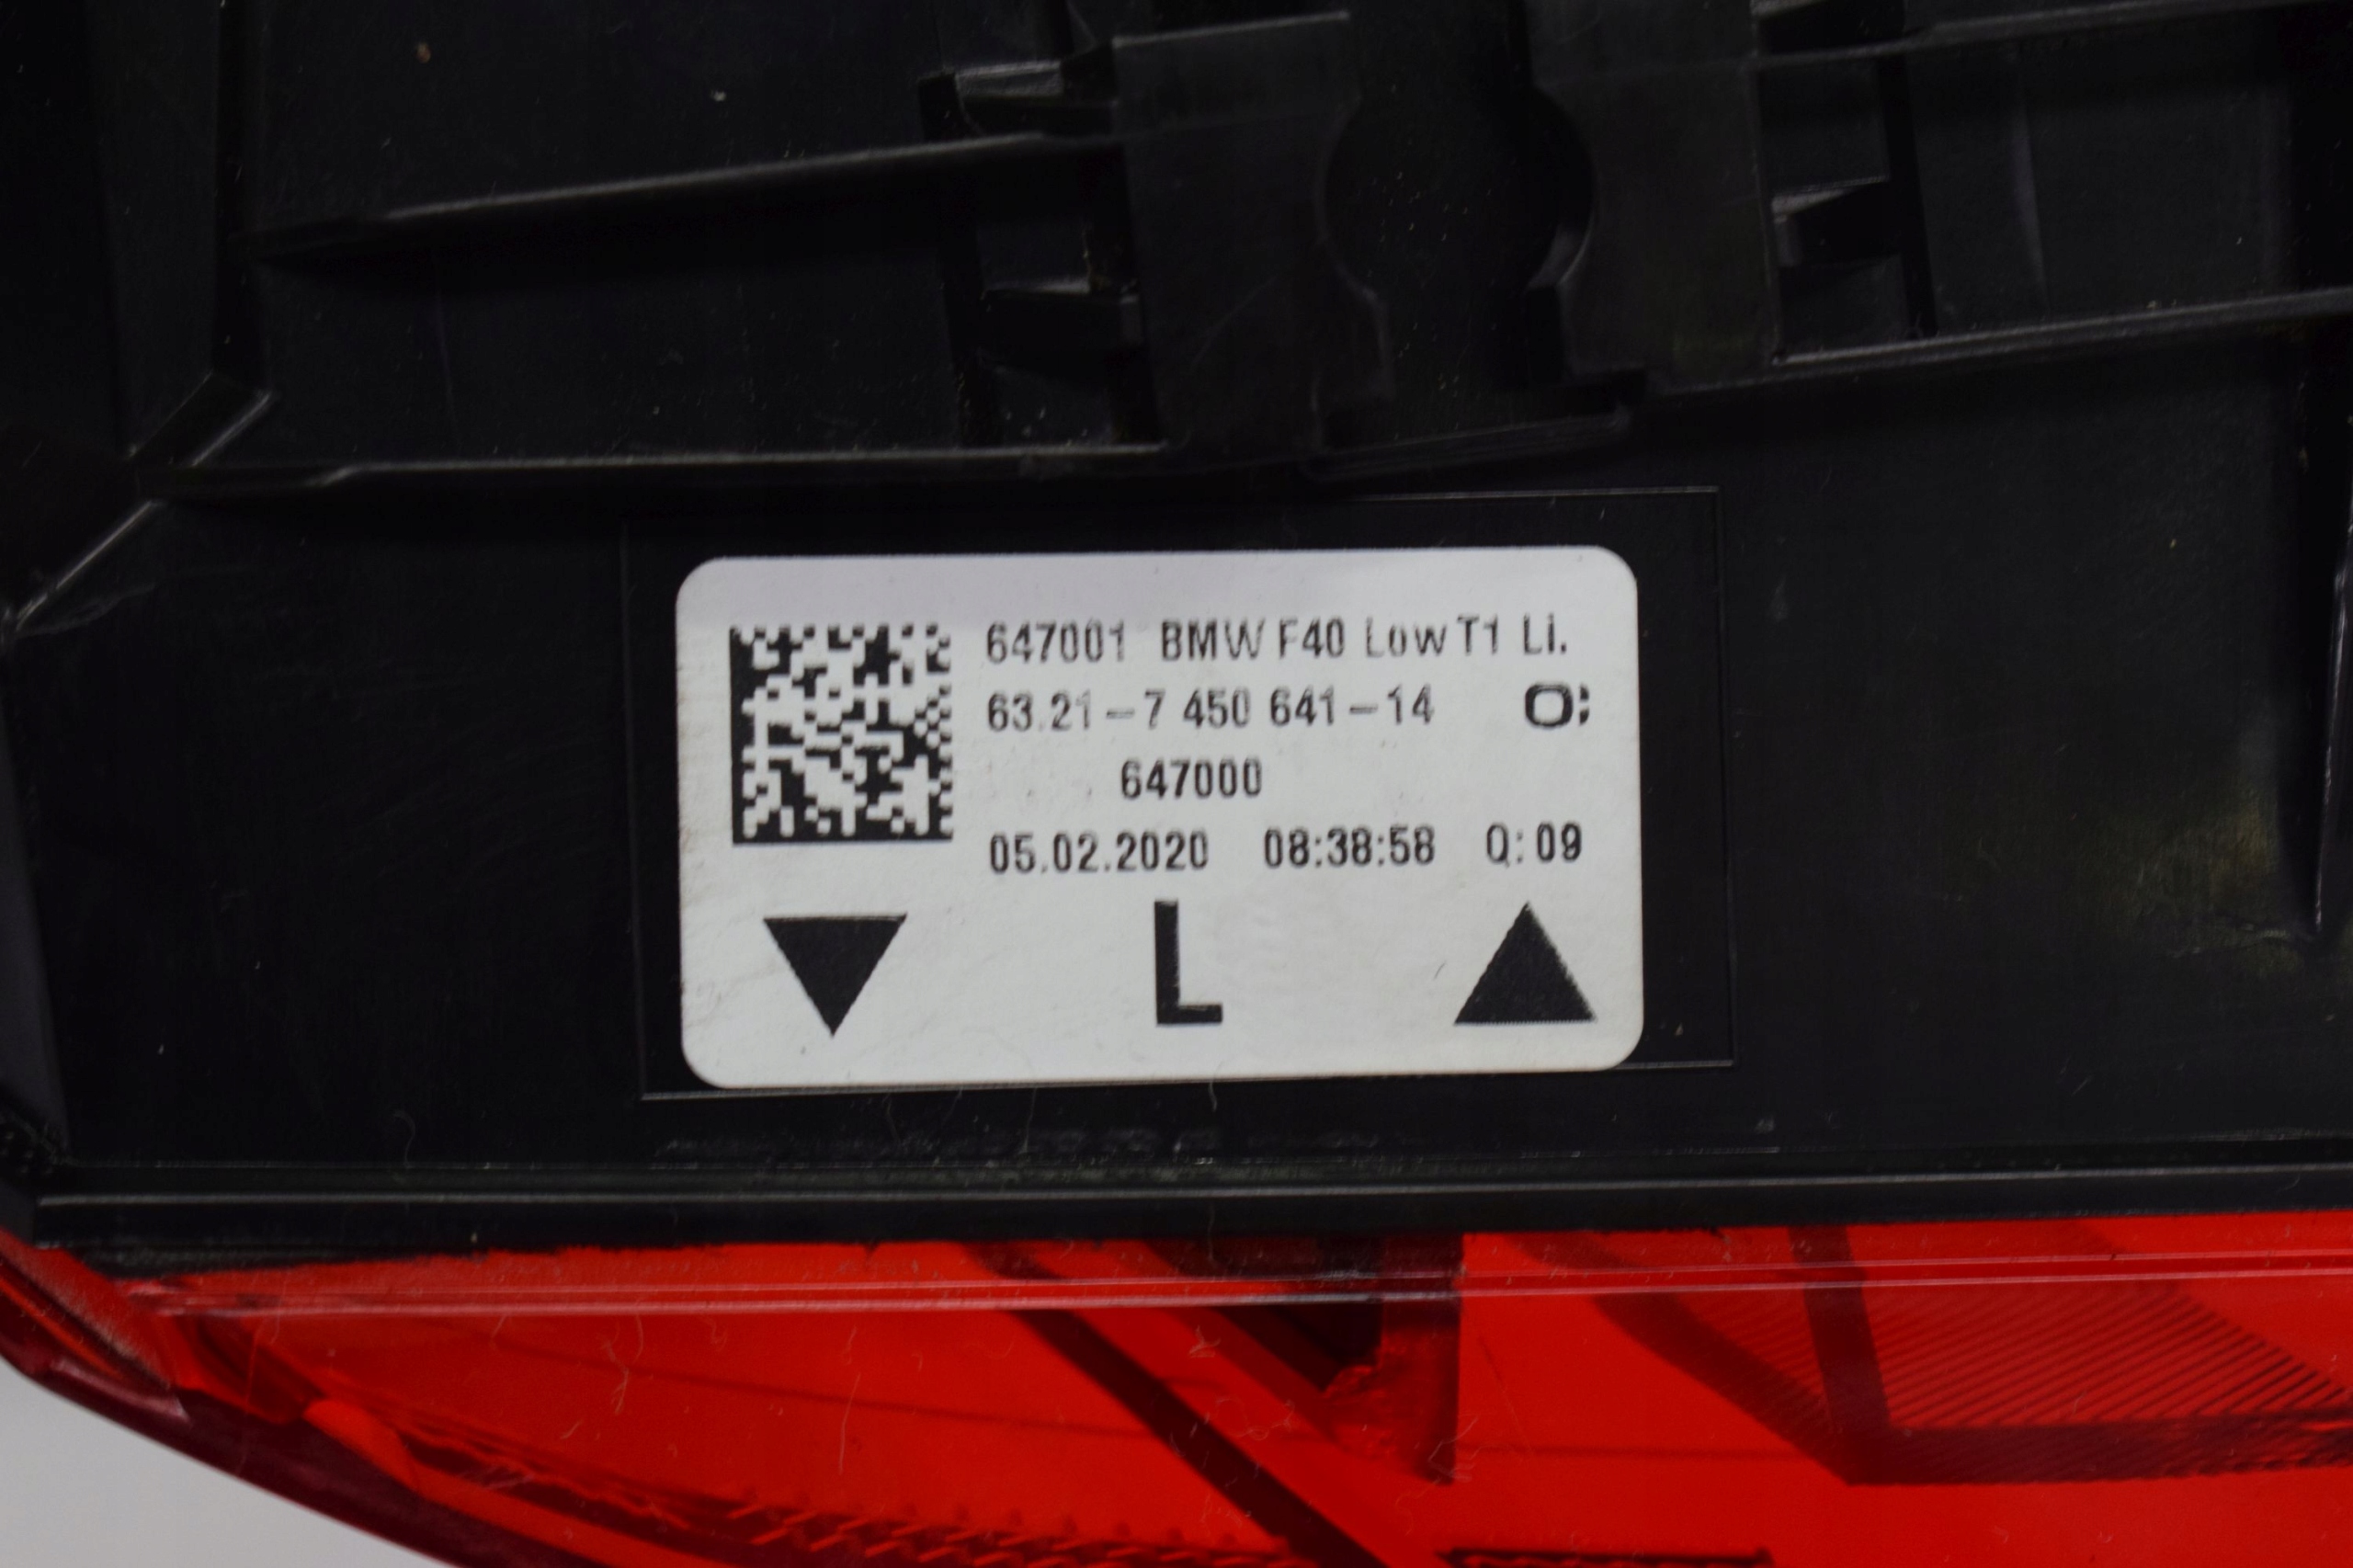 647001 BMW F40 Low T1 Li.
63.21-7 450 641-14
647000
05.02.2020 08:38:58 Q: 09
L